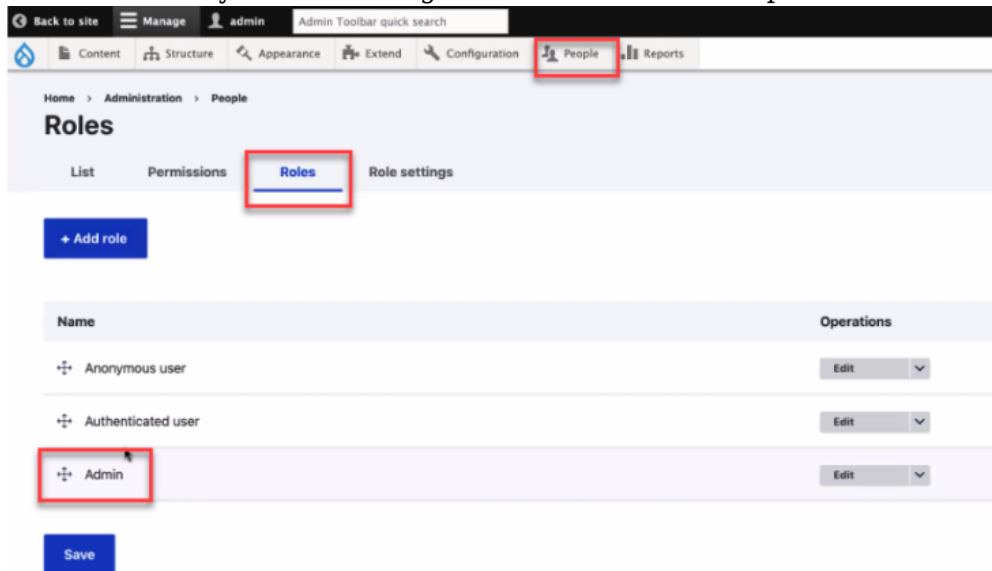 Back to site Manage admin Admin Toolbar quick search
Content Structure Appearance Extend Configuration People Reports
Home › Administration › People
Roles
List Permissions Roles Role settings
+ Add role
Name Operations
Anonymous user Edit
Authenticated user Edit
Admin Edit
Save